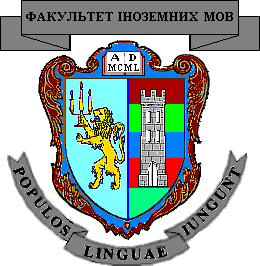 ФАКУЛЬТЕТ ІНОЗЕМНИХ МОВ
A D
MCML
POPULOS LINGUAE IUNGUNT